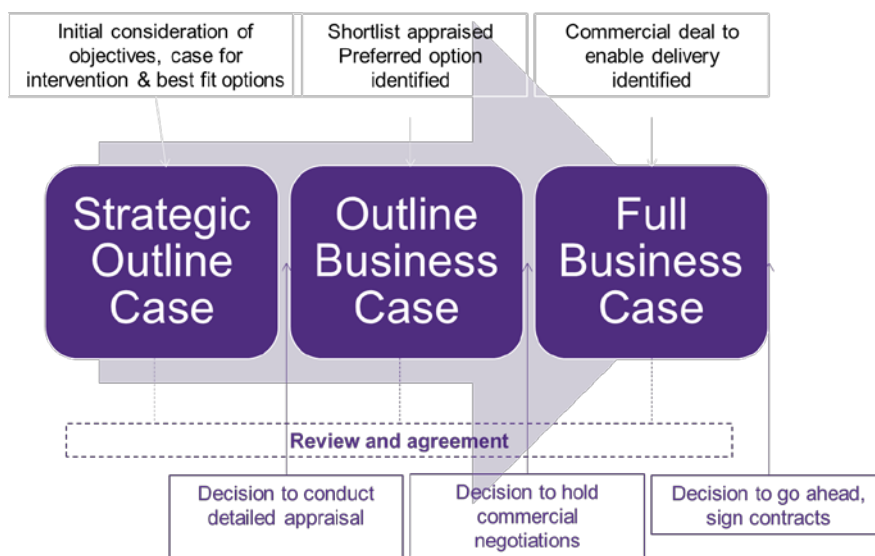 Initial consideration of
objectives, case for
intervention & best fit options
Shortlist appraised
Preferred option
identified
Commercial deal to
enable delivery
identified
Strategic
Outline
Case
Outline
Business
Case
Full
Business
Case
Review and agreement
Decision to conduct
detailed appraisal
Decision to hold
commercial
negotiations
Decision to go ahead,
sign contracts